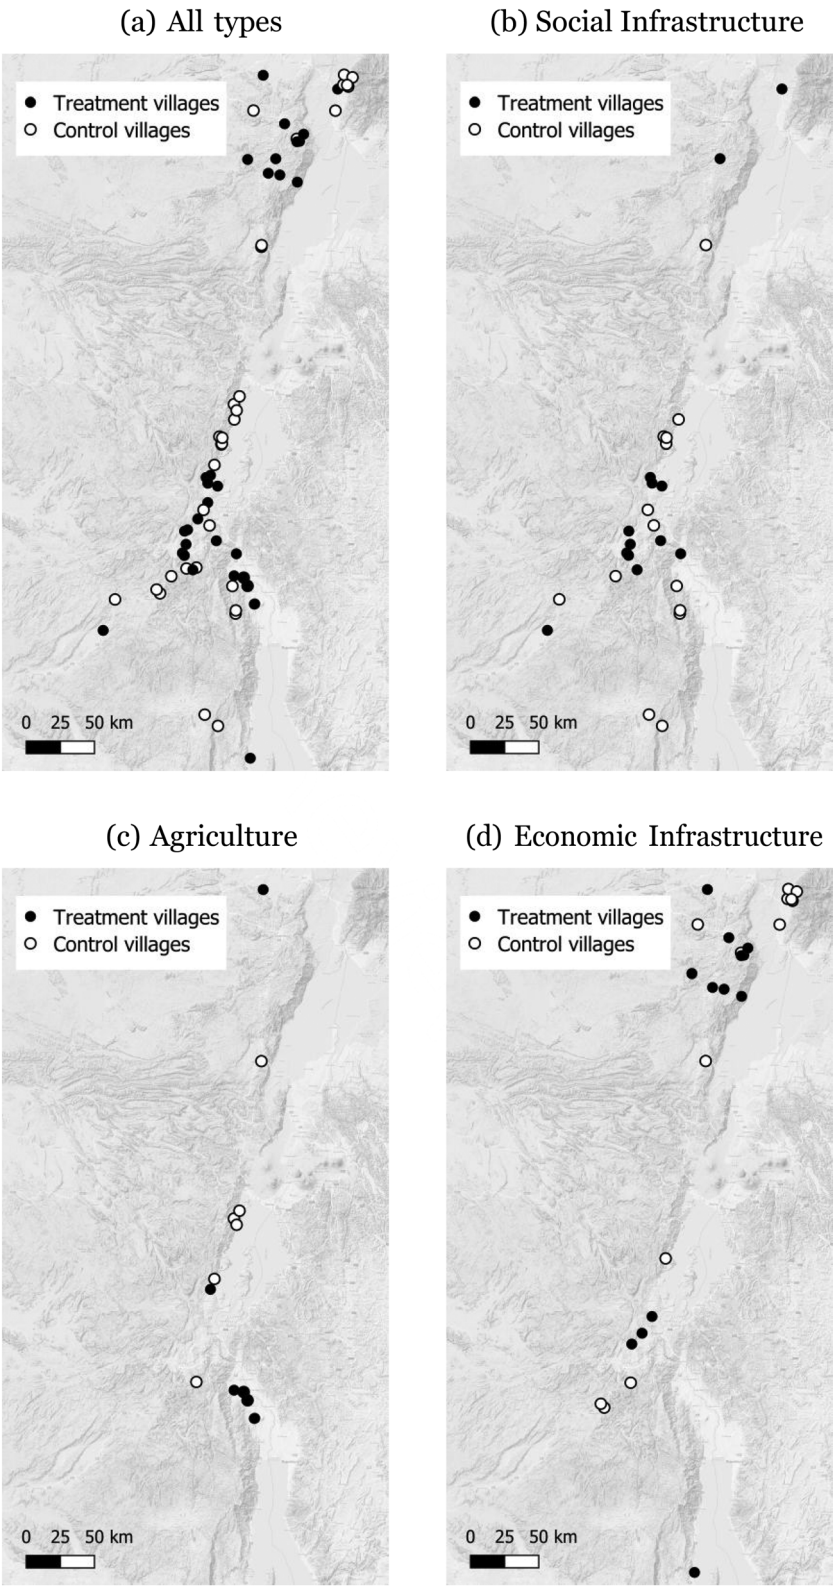 (a) All types
(b) Social Infrastructure
Treatment villages
Control villages
Treatment villages
Control villages
0 25 50 km
0 25 50 km
(c) Agriculture
(d) Economic Infrastructure
Treatment villages
Control villages
Treatment villages
Control villages
0 25 50 km
0 25 50 km